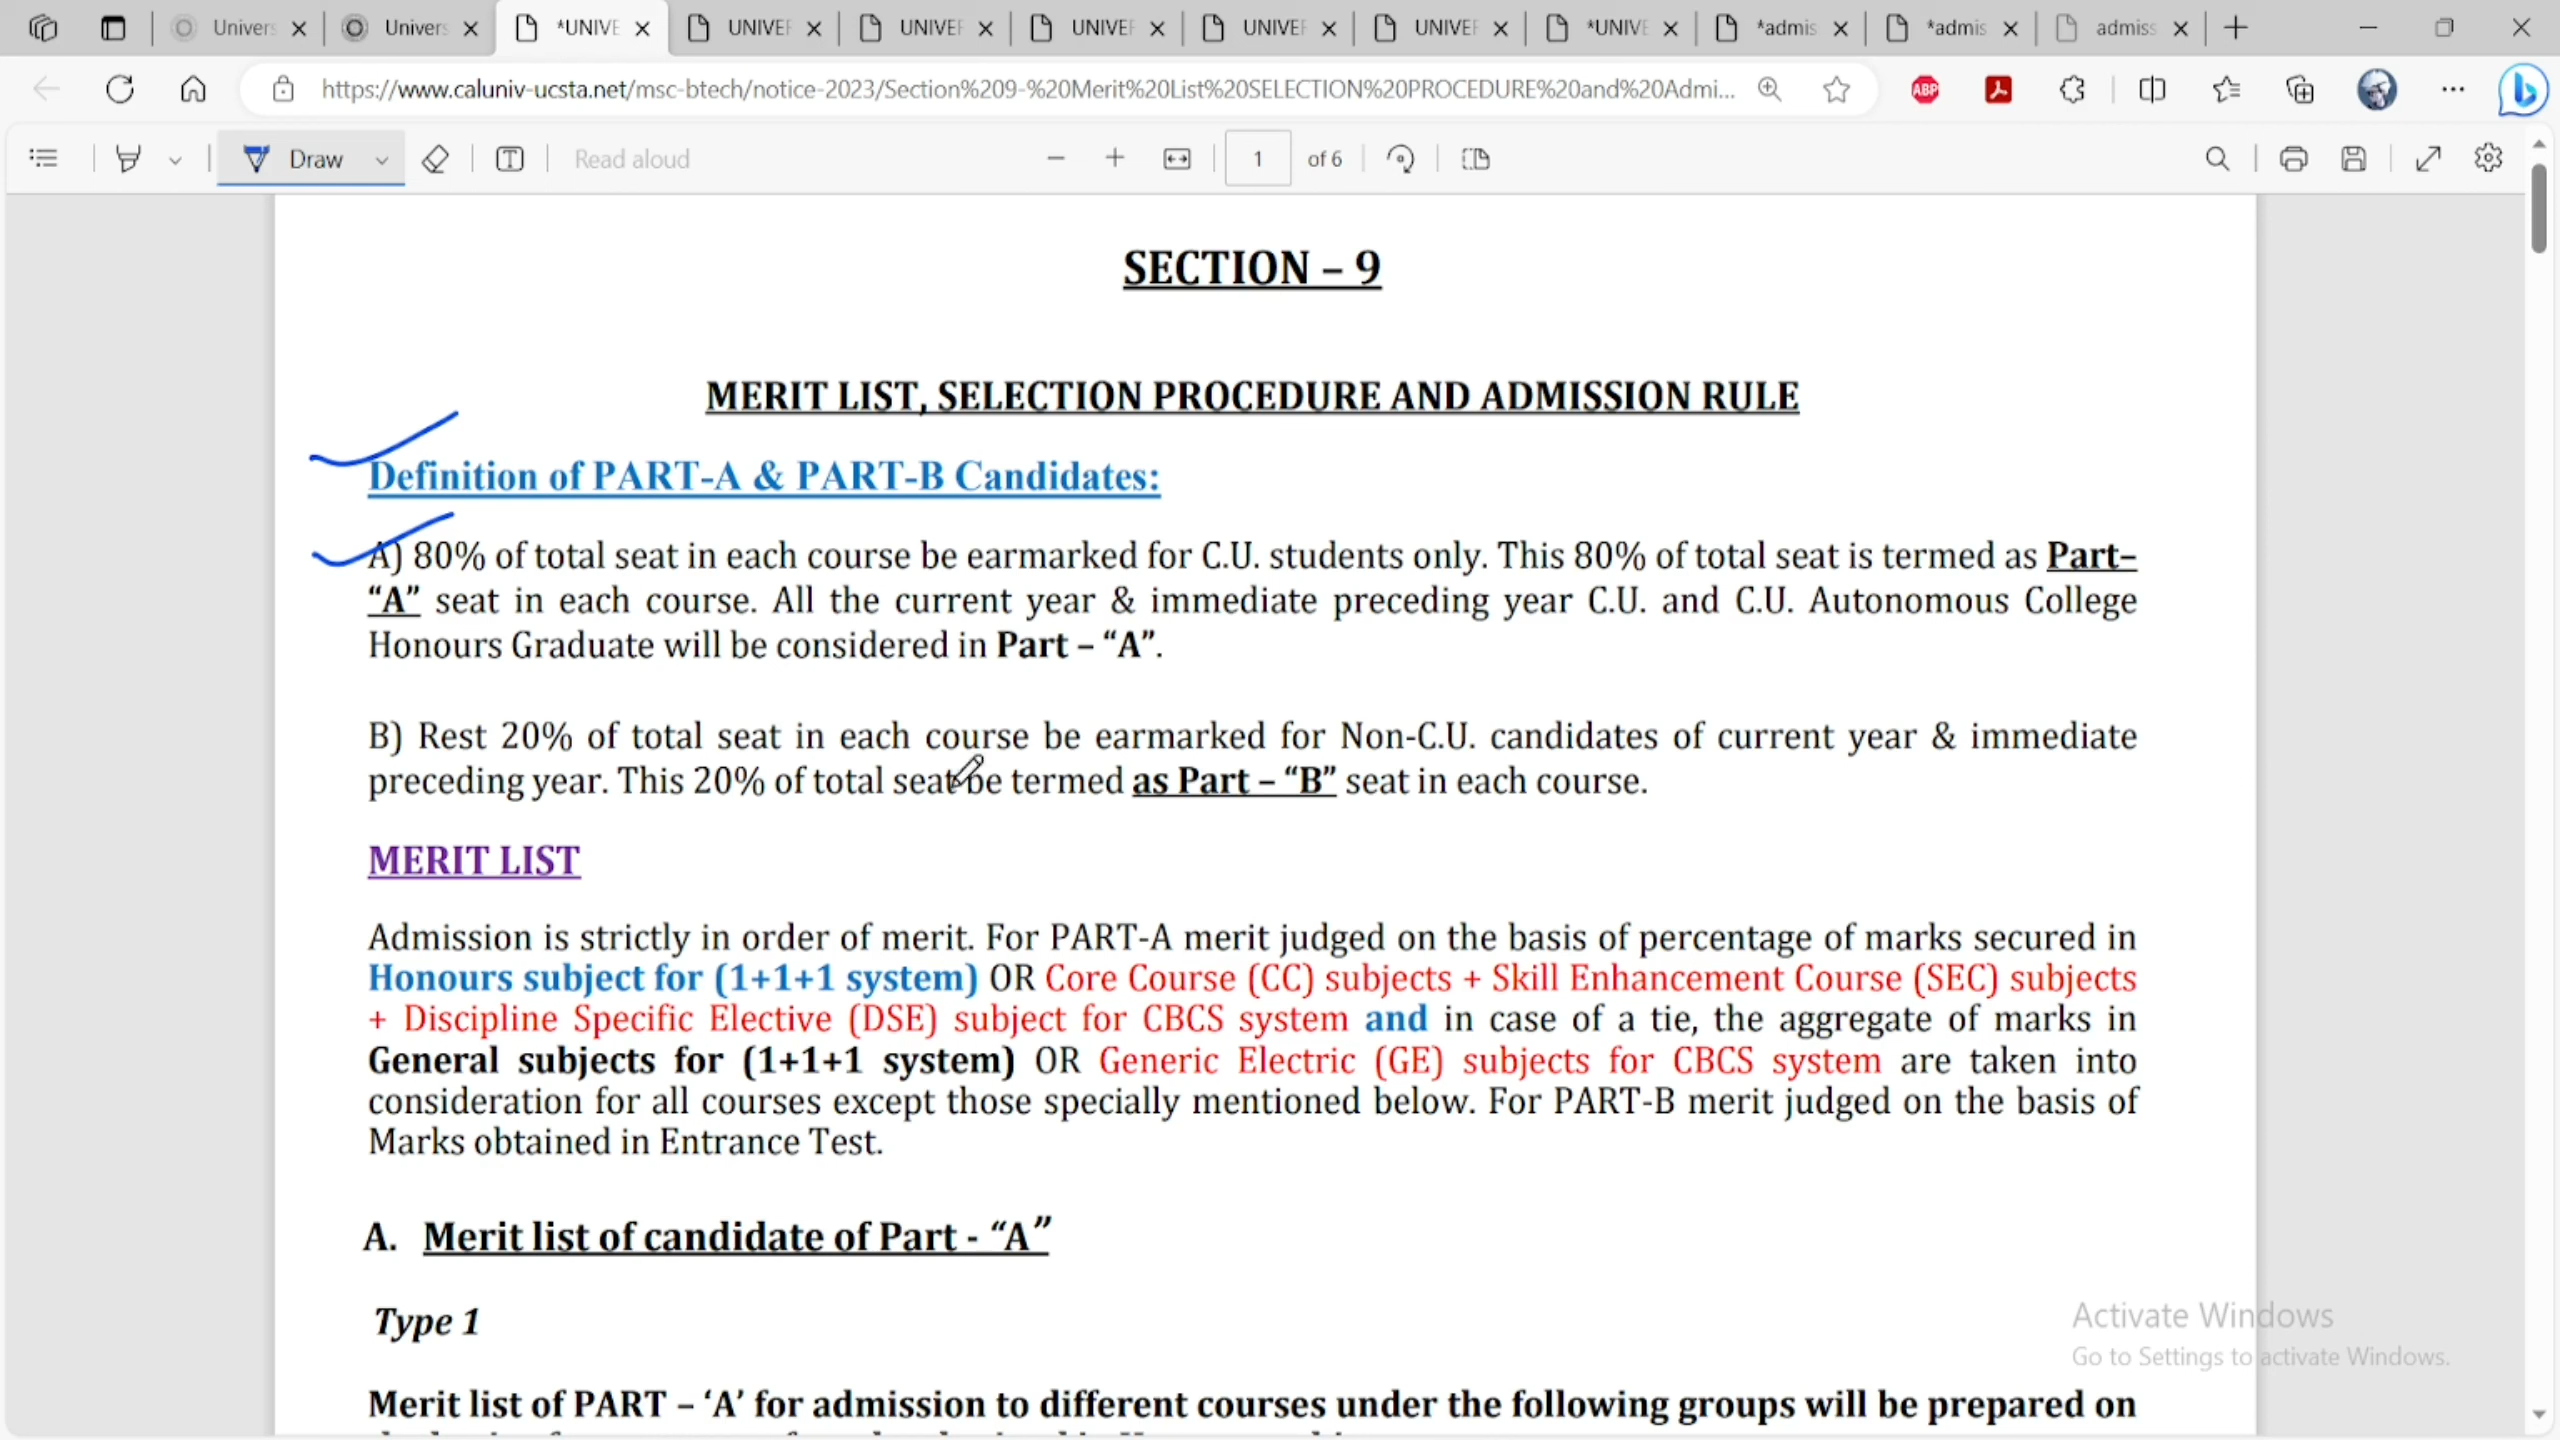 Univers
Univers
*UNIVE
UNIVER
UNIVER
UNIVER
UNIVER
UNIVER
*UNIVE
*admis
*admis
admiss
https://www.caluniv-ucsta.net/msc-btech/notice-2023/Section%209-%20Merit%20List%20SELECTION%20PROCEDURE%20and%20Admi...
ABP
Draw
Read aloud
1
of 6
SECTION – 9
MERIT LIST, SELECTION PROCEDURE AND ADMISSION RULE
Definition of PART-A & PART-B Candidates:
A) 80% of total seat in each course be earmarked for C.U. students only. This 80% of total seat is termed as Part–
“A” seat in each course. All the current year & immediate preceding year C.U. and C.U. Autonomous College
Honours Graduate will be considered in Part – “A”.
B) Rest 20% of total seat in each course be earmarked for Non-C.U. candidates of current year & immediate
preceding year. This 20% of total seat be termed as Part – “B” seat in each course.
MERIT LIST
Admission is strictly in order of merit. For PART-A merit judged on the basis of percentage of marks secured in
Honours subject for (1+1+1 system) OR Core Course (CC) subjects + Skill Enhancement Course (SEC) subjects
+ Discipline Specific Elective (DSE) subject for CBCS system and in case of a tie, the aggregate of marks in
General subjects for (1+1+1 system) OR Generic Electric (GE) subjects for CBCS system are taken into
consideration for all courses except those specially mentioned below. For PART-B merit judged on the basis of
Marks obtained in Entrance Test.
A. Merit list of candidate of Part - “A”
Type 1
Merit list of PART – ‘A’ for admission to different courses under the following groups will be prepared on
Activate Windows
Go to Settings to activate Windows.